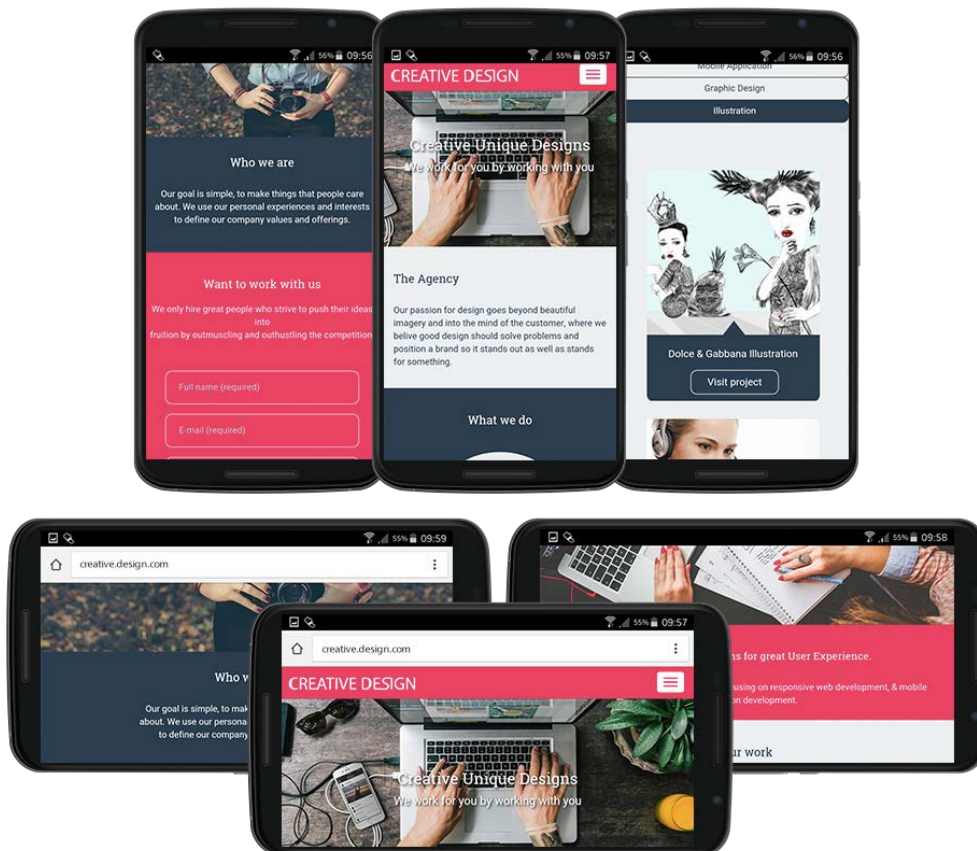 56% 09:56
Who we are
Our goal is simple, to make things that people care
about. We use our personal experiences and interests
to define our company values and offerings.
Want to work with us
We only hire great people who strive to push their ideas
into
fruition by outmuscling and outhustling the competition
Full name (required)
E-mail (required)
55% 09:57
CREATIVE DESIGN
Creative Unique Designs
We work for you by working with you
The Agency
Our passion for design goes beyond beautiful
imagery and into the mind of the customer, where we
belive good design should solve problems and
position a brand so it stands out as well as stands
for something.
What we do
56% 09:56
Mobile Application
Graphic Design
Illustration
Dolce & Gabbana Illustration
Visit project
55% 09:59
creative.design.com
Who w
Our goal is simple, to mak
about. We use our persona
to define our company
55% 09:57
creative.design.com
CREATIVE DESIGN
Creative Unique Designs
We work for you by working with you
55% 09:58
ns for great User Experience.
using on responsive web development, & mobile
on development.
ur work